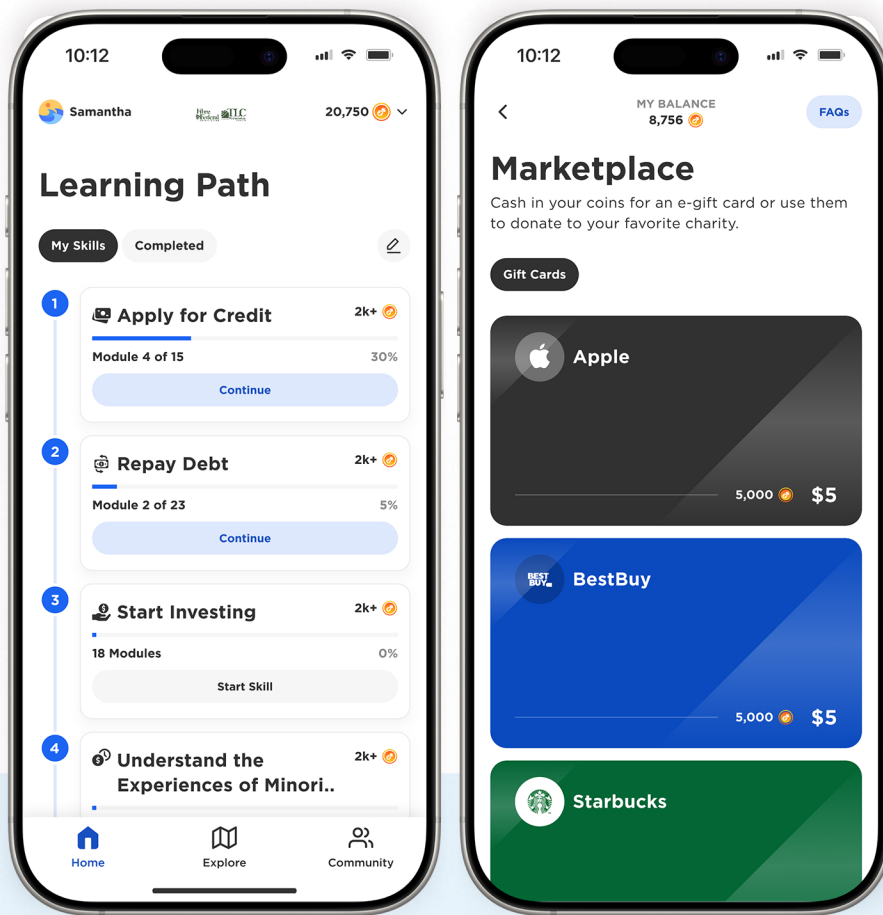 10:12
Samantha
TLC
20,750
Learning Path
My Skills
Completed
1
Apply for Credit
2k+
Module 4 of 15
30%
Continue
2
Repay Debt
2k+
Module 2 of 23
5%
Continue
3
Start Investing
2k+
18 Modules
0%
Start Skill
4
Understand the
2k+
Experiences of Minori..
Home
Explore
Community
10:12
MY BALANCE
8,756
FAQs
Marketplace
Cash in your coins for an e-gift card or use them
to donate to your favorite charity.
Gift Cards
Apple
5,000
$5
BEST
BUY
BestBuy
5,000
$5
Starbucks